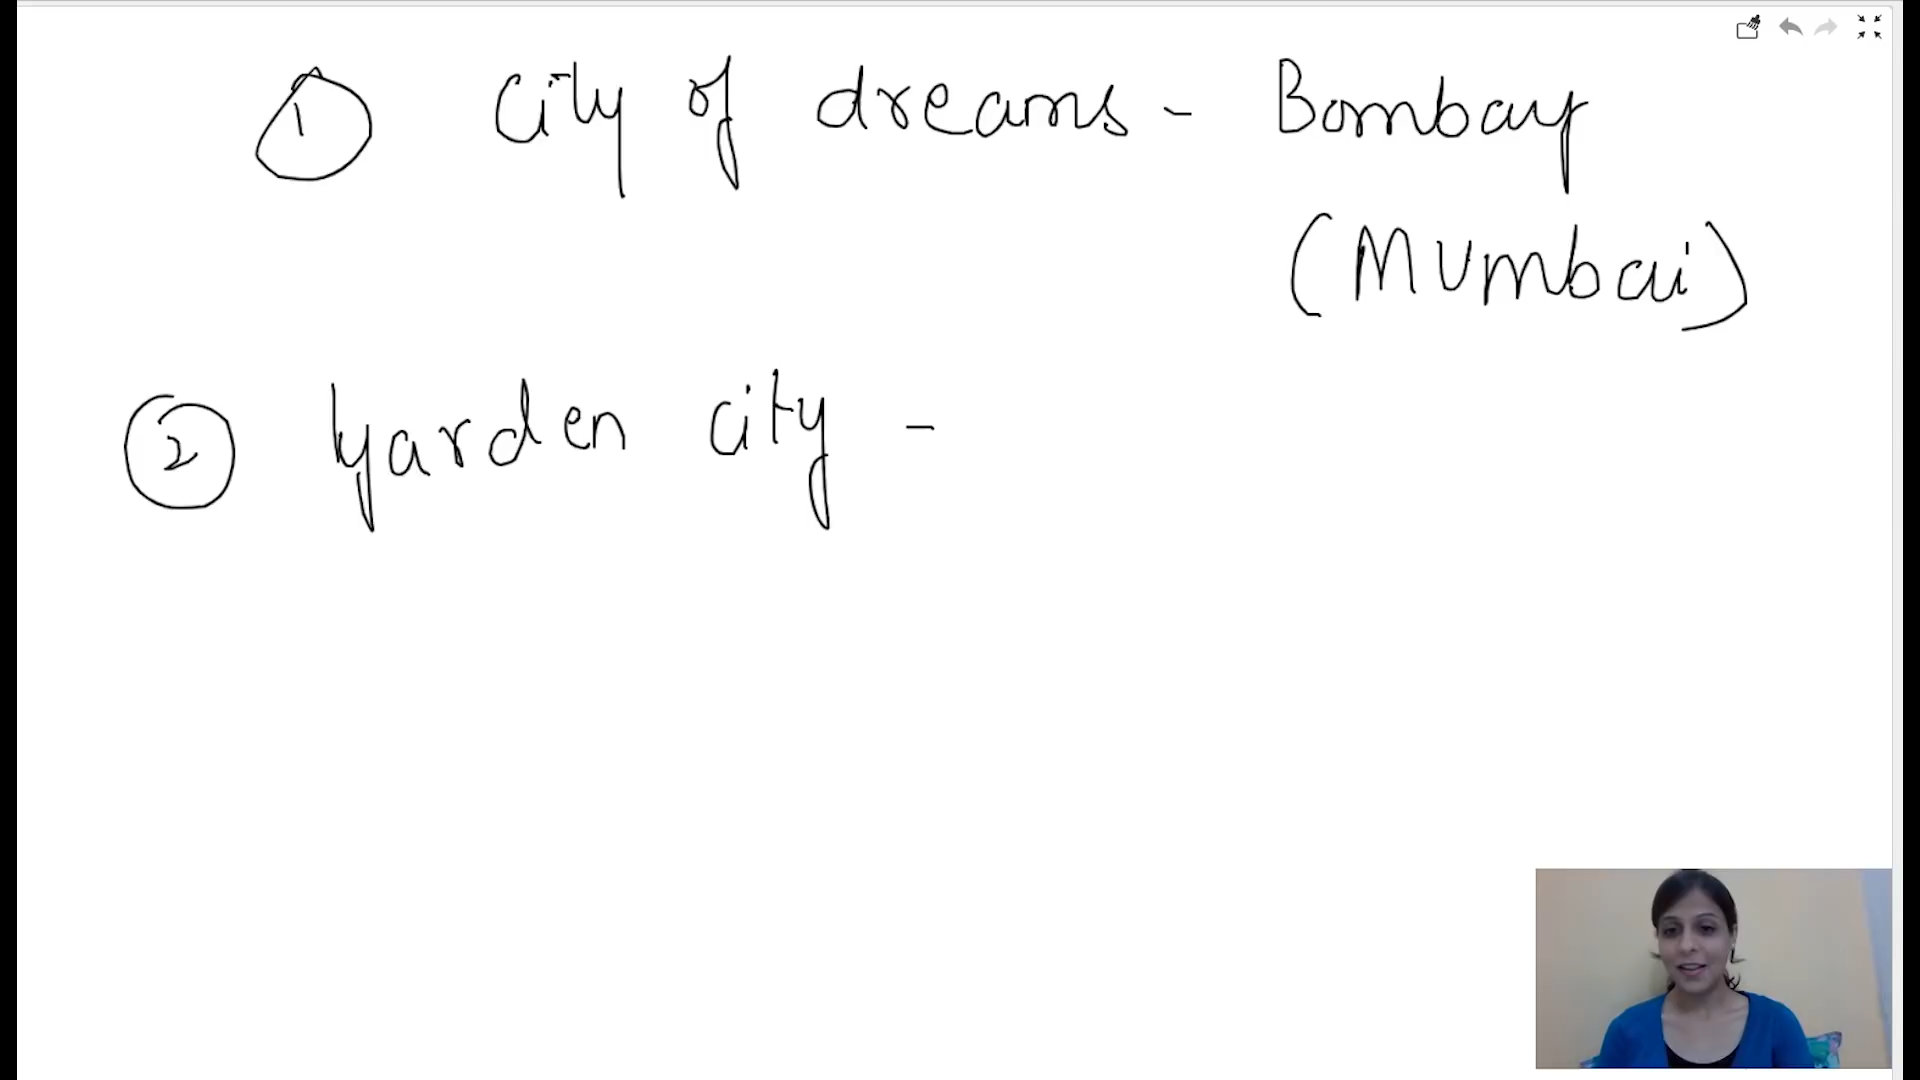 ① City of dreams - Bombay
(Mumbai)
② Garden city -